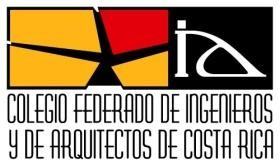 ia
COLEGIO FEDERADO DE INGENIEROS
Y DE ARQUITECTOS DE COSTA RICA